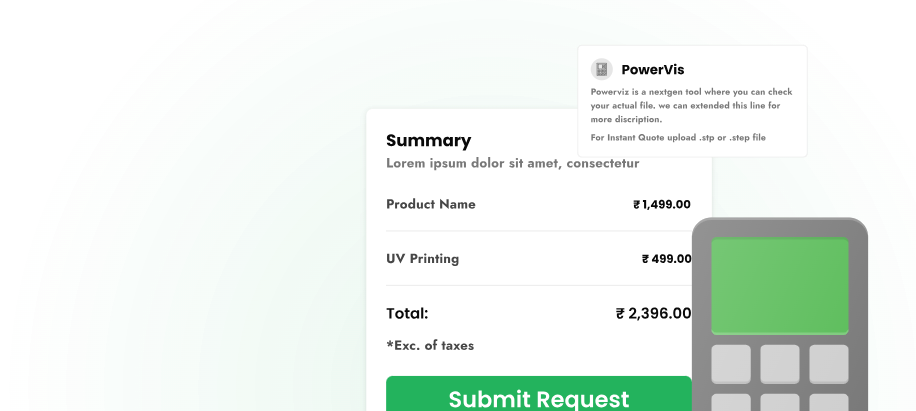 PowerVis
Powerviz is a nextgen tool where you can check
your actual file. we can extended this line for
more discription.
For Instant Quote upload .stp or .step file
Summary
Lorem ipsum dolor sit amet, consectetur
Product Name ₹ 1,499.00
UV Printing ₹ 499.00
Total: ₹ 2,396.00
*Exc. of taxes
Submit Request